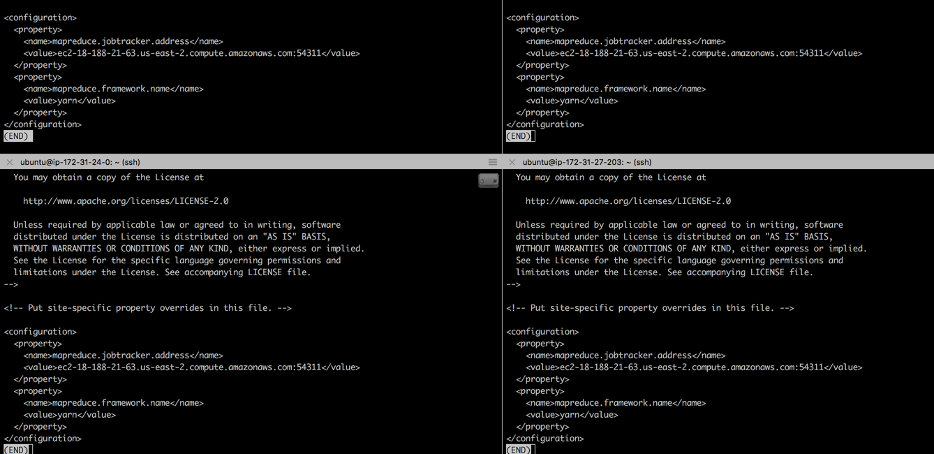 <configuration>
  <property>
    <name>mapreduce.jobtracker.address</name>
    <value>ec2-18-188-21-63.us-east-2.compute.amazonaws.com:54311</value>
  </property>
  <property>
    <name>mapreduce.framework.name</name>
    <value>yarn</value>
  </property>
</configuration>
(END)
<configuration>
  <property>
    <name>mapreduce.jobtracker.address</name>
    <value>ec2-18-188-21-63.us-east-2.compute.amazonaws.com:54311</value>
  </property>
  <property>
    <name>mapreduce.framework.name</name>
    <value>yarn</value>
  </property>
</configuration>
(END)
ubuntu@ip-172-31-24-0: ~ (ssh)
  You may obtain a copy of the License at
    http://www.apache.org/licenses/LICENSE-2.0
  Unless required by applicable law or agreed to in writing, software
  distributed under the License is distributed on an "AS IS" BASIS,
  WITHOUT WARRANTIES OR CONDITIONS OF ANY KIND, either express or implied.
  See the License for the specific language governing permissions and
  limitations under the License. See accompanying LICENSE file.
-->
<!-- Put site-specific property overrides in this file. -->
<configuration>
  <property>
    <name>mapreduce.jobtracker.address</name>
    <value>ec2-18-188-21-63.us-east-2.compute.amazonaws.com:54311</value>
  </property>
  <property>
    <name>mapreduce.framework.name</name>
    <value>yarn</value>
  </property>
</configuration>
(END)
ubuntu@ip-172-31-27-203: ~ (ssh)
  You may obtain a copy of the License at
    http://www.apache.org/licenses/LICENSE-2.0
  Unless required by applicable law or agreed to in writing, software
  distributed under the License is distributed on an "AS IS" BASIS,
  WITHOUT WARRANTIES OR CONDITIONS OF ANY KIND, either express or implied.
  See the License for the specific language governing permissions and
  limitations under the License. See accompanying LICENSE file.
-->
<!-- Put site-specific property overrides in this file. -->
<configuration>
  <property>
    <name>mapreduce.jobtracker.address</name>
    <value>ec2-18-188-21-63.us-east-2.compute.amazonaws.com:54311</value>
  </property>
  <property>
    <name>mapreduce.framework.name</name>
    <value>yarn</value>
  </property>
</configuration>
(END)